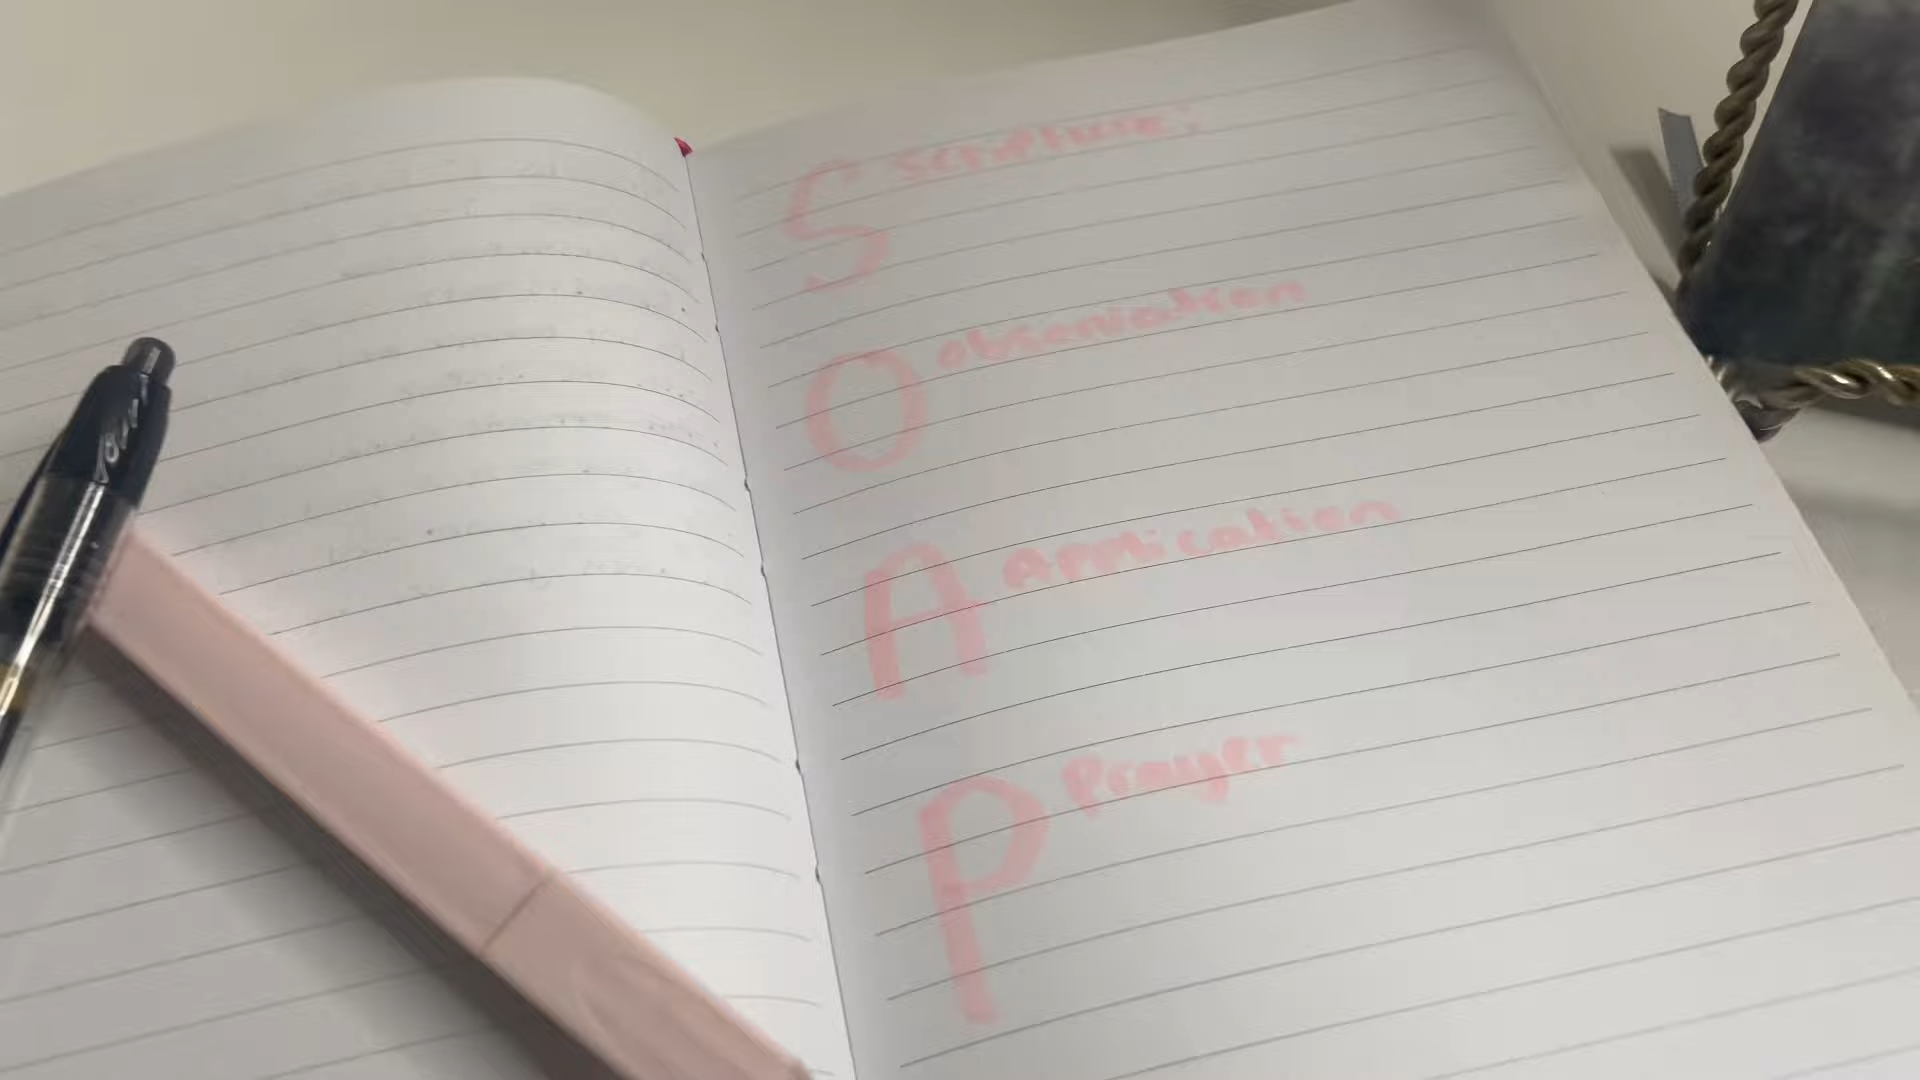 S Scripture:
O observation
A Application
P Prayer